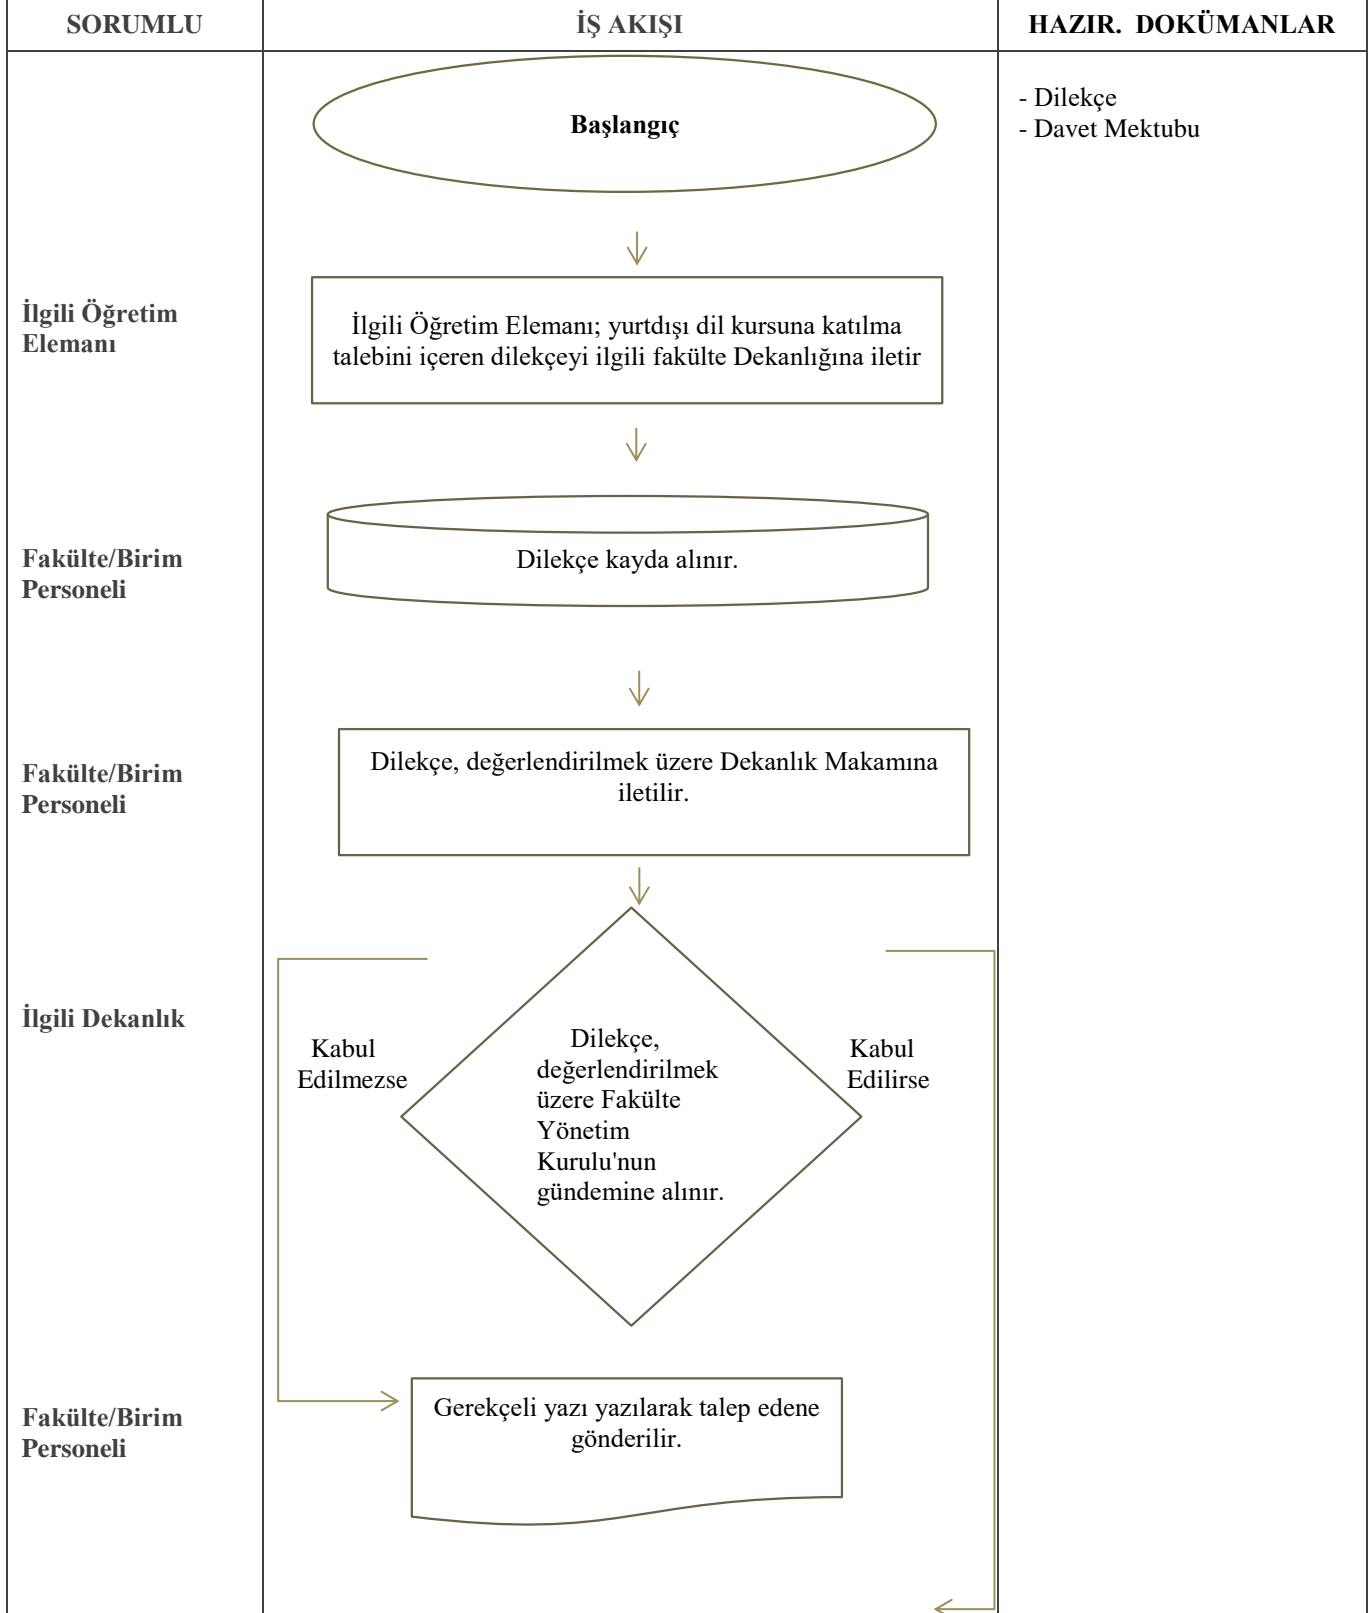 SORUMLU
İŞ AKIŞI
HAZIR. DOKÜMANLAR
Başlangıç
- Dilekçe
- Davet Mektubu
İlgili Öğretim
Elemanı
İlgili Öğretim Elemanı; yurtdışı dil kursuna katılma
talebini içeren dilekçeyi ilgili fakülte Dekanlığına iletir
Fakülte/Birim
Personeli
Dilekçe kayda alınır.
Fakülte/Birim
Personeli
Dilekçe, değerlendirilmek üzere Dekanlık Makamına
iletilir.
İlgili Dekanlık
Kabul
Edilmezse
Dilekçe,
değerlendirilmek
üzere Fakülte
Yönetim
Kurulu'nun
gündemine alınır.
Kabul
Edilirse
Fakülte/Birim
Personeli
Gerekçeli yazı yazılarak talep edene
gönderilir.